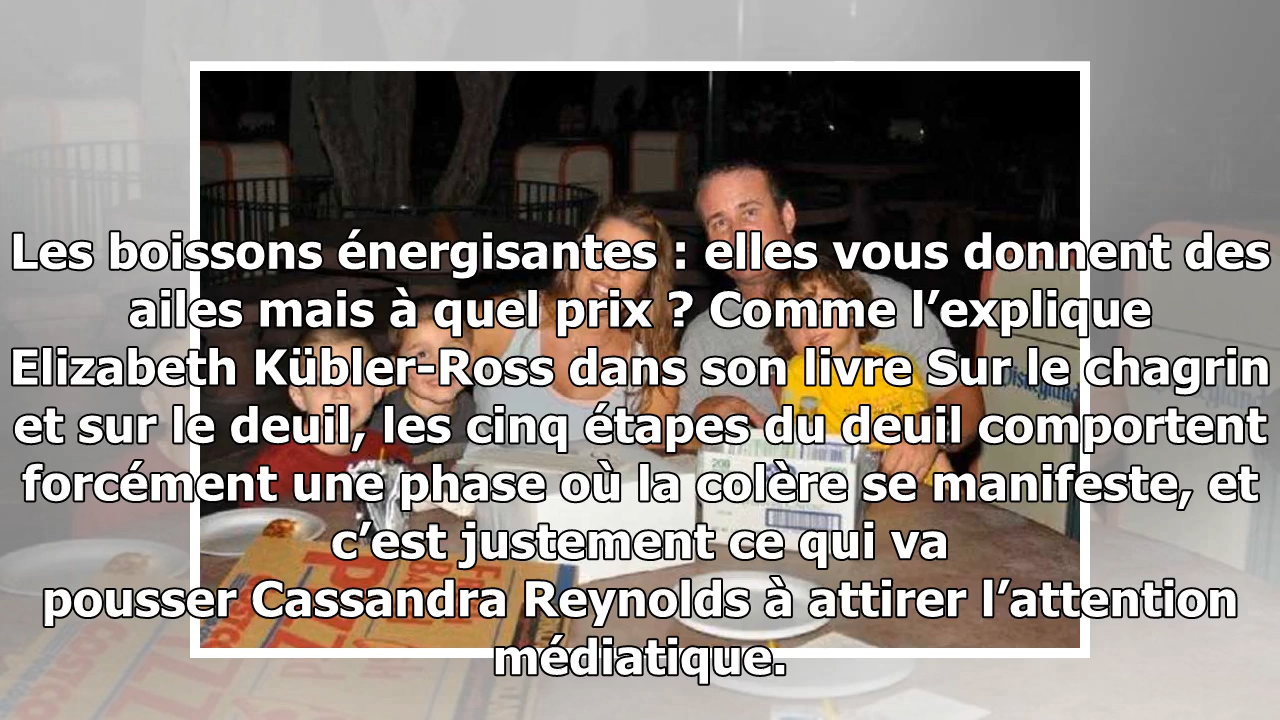 Les boissons énergisantes : elles vous donnent des
ailes mais à quel prix ? Comme l’explique
Elizabeth Kübler-Ross dans son livre Sur le chagrin
et sur le deuil, les cinq étapes du deuil comportent
forcément une phase où la colère se manifeste, et
c’est justement ce qui va
pousser Cassandra Reynolds à attirer l’attention
médiatique.